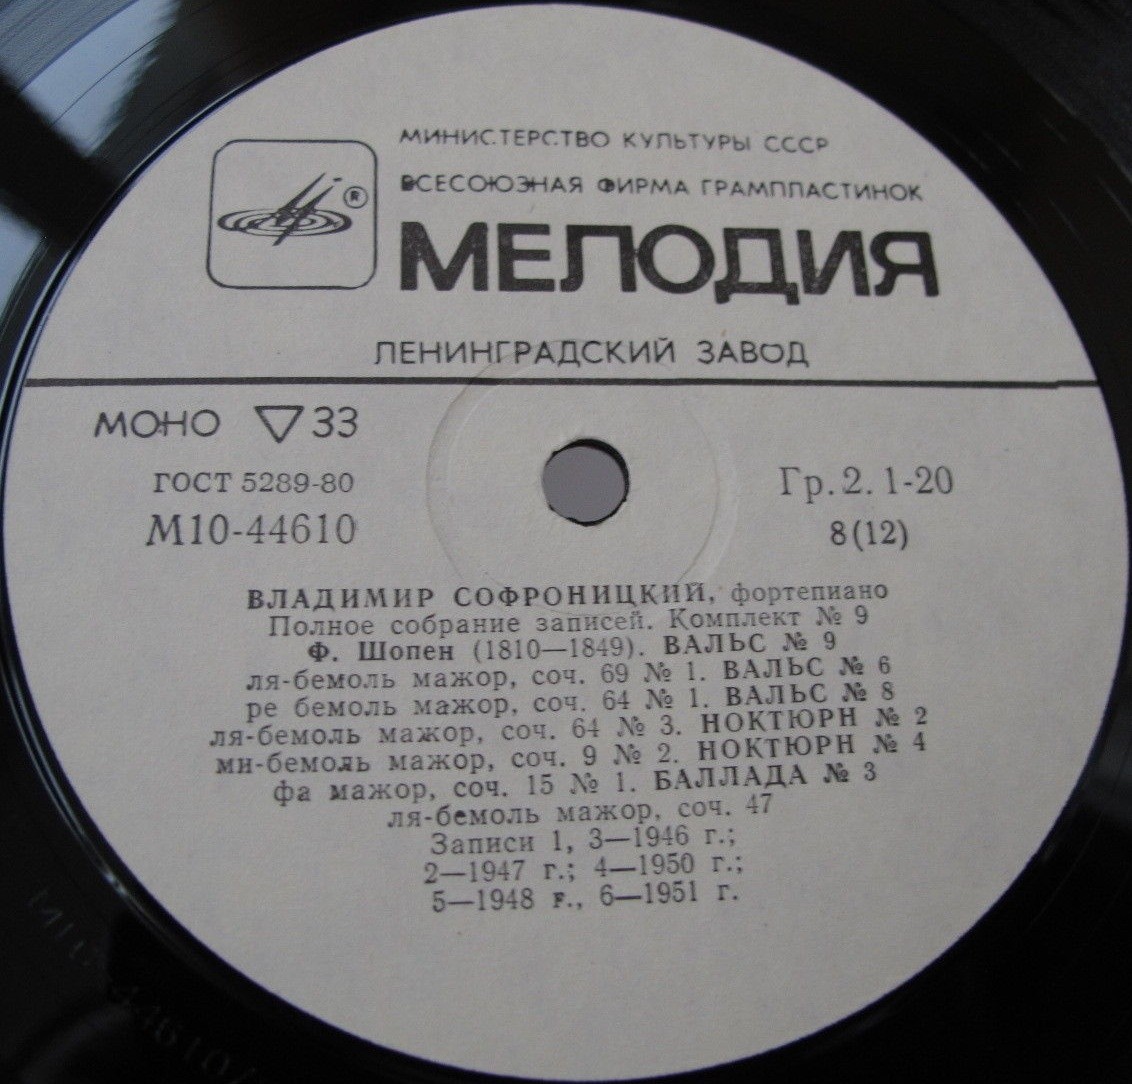 МИНИСТЕРСТВО КУЛЬТУРЫ СССР
ВСЕСОЮЗНАЯ ФИРМА ГРАМПЛАСТИНОК
®
МЕЛОДИЯ
ЛЕНИНГРАДСКИЙ ЗАВОД
МОНО ▽ 33
ГОСТ 5289-80
М10-44610
Гр. 2. 1-20
8 (12)
ВЛАДИМИР СОФРОНИЦКИЙ, фортепиано
Полное собрание записей. Комплект № 9
Ф. Шопен (1810—1849). ВАЛЬС № 9
ля-бемоль мажор, соч. 69 № 1. ВАЛЬС № 6
ре бемоль мажор, соч. 64 № 1. ВАЛЬС № 8
ля-бемоль мажор, соч. 64 № 3. НОКТЮРН № 2
ми-бемоль мажор, соч. 9 № 2. НОКТЮРН № 4
фа мажор, соч. 15 № 1. БАЛЛАДА № 3
ля-бемоль мажор, соч. 47
Записи 1, 3—1946 г.;
2—1947 г.; 4—1950 г.;
5—1948 г., 6—1951 г.